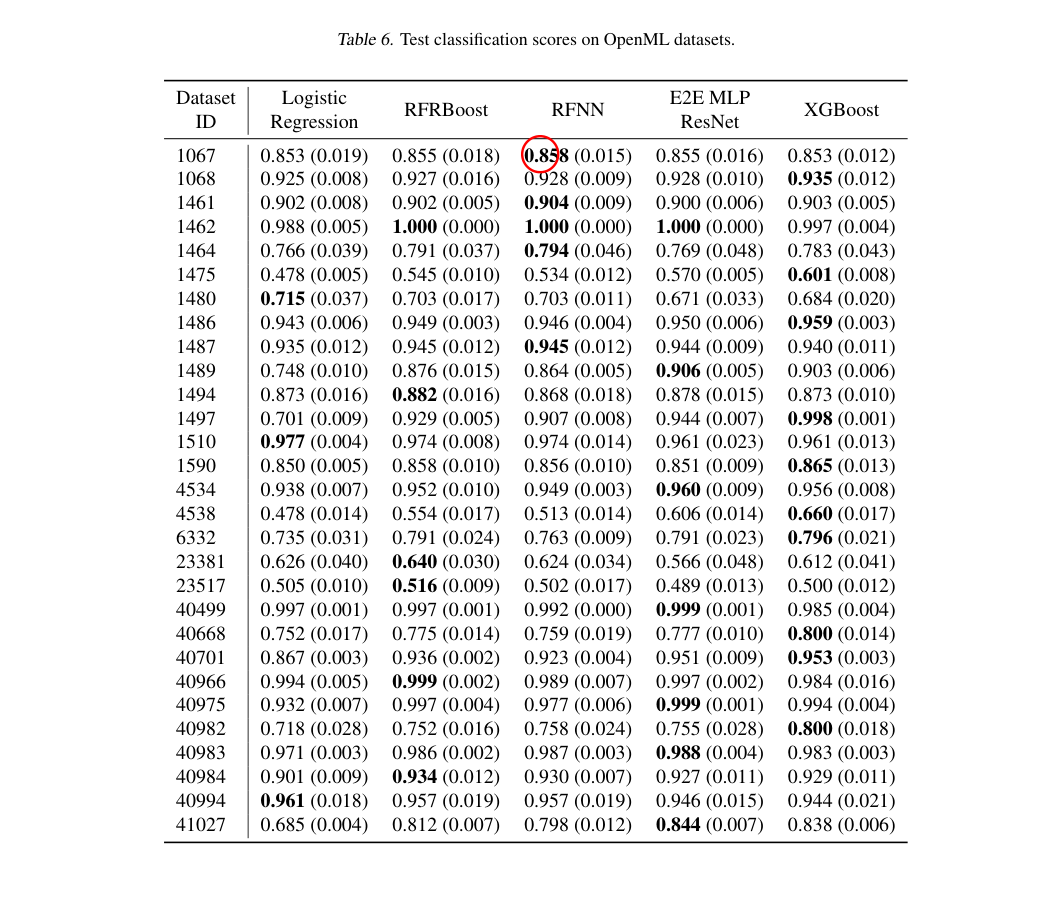 Table 6. Test classification scores on OpenML datasets.
Dataset ID Logistic Regression RFRBoost RFNN E2E MLP ResNet XGBoost
1067 0.853 (0.019) 0.855 (0.018) 0.858 (0.015) 0.855 (0.016) 0.853 (0.012)
1068 0.925 (0.008) 0.927 (0.016) 0.928 (0.009) 0.928 (0.010) 0.935 (0.012)
1461 0.902 (0.008) 0.902 (0.005) 0.904 (0.009) 0.900 (0.006) 0.903 (0.005)
1462 0.988 (0.005) 1.000 (0.000) 1.000 (0.000) 1.000 (0.000) 0.997 (0.004)
1464 0.766 (0.039) 0.791 (0.037) 0.794 (0.046) 0.769 (0.048) 0.783 (0.043)
1475 0.478 (0.005) 0.545 (0.010) 0.534 (0.012) 0.570 (0.005) 0.601 (0.008)
1480 0.715 (0.037) 0.703 (0.017) 0.703 (0.011) 0.671 (0.033) 0.684 (0.020)
1486 0.943 (0.006) 0.949 (0.003) 0.946 (0.004) 0.950 (0.006) 0.959 (0.003)
1487 0.935 (0.012) 0.945 (0.012) 0.945 (0.012) 0.944 (0.009) 0.940 (0.011)
1489 0.748 (0.010) 0.876 (0.015) 0.864 (0.005) 0.906 (0.005) 0.903 (0.006)
1494 0.873 (0.016) 0.882 (0.016) 0.868 (0.018) 0.878 (0.015) 0.873 (0.010)
1497 0.701 (0.009) 0.929 (0.005) 0.907 (0.008) 0.944 (0.007) 0.998 (0.001)
1510 0.977 (0.004) 0.974 (0.008) 0.974 (0.014) 0.961 (0.023) 0.961 (0.013)
1590 0.850 (0.005) 0.858 (0.010) 0.856 (0.010) 0.851 (0.009) 0.865 (0.013)
4534 0.938 (0.007) 0.952 (0.010) 0.949 (0.003) 0.960 (0.009) 0.956 (0.008)
4538 0.478 (0.014) 0.554 (0.017) 0.513 (0.014) 0.606 (0.014) 0.660 (0.017)
6332 0.735 (0.031) 0.791 (0.024) 0.763 (0.009) 0.791 (0.023) 0.796 (0.021)
23381 0.626 (0.040) 0.640 (0.030) 0.624 (0.034) 0.566 (0.048) 0.612 (0.041)
23517 0.505 (0.010) 0.516 (0.009) 0.502 (0.017) 0.489 (0.013) 0.500 (0.012)
40499 0.997 (0.001) 0.997 (0.001) 0.992 (0.000) 0.999 (0.001) 0.985 (0.004)
40668 0.752 (0.017) 0.775 (0.014) 0.759 (0.019) 0.777 (0.010) 0.800 (0.014)
40701 0.867 (0.003) 0.936 (0.002) 0.923 (0.004) 0.951 (0.009) 0.953 (0.003)
40966 0.994 (0.005) 0.999 (0.002) 0.989 (0.007) 0.997 (0.002) 0.984 (0.016)
40975 0.932 (0.007) 0.997 (0.004) 0.977 (0.006) 0.999 (0.001) 0.994 (0.004)
40982 0.718 (0.028) 0.752 (0.016) 0.758 (0.024) 0.755 (0.028) 0.800 (0.018)
40983 0.971 (0.003) 0.986 (0.002) 0.987 (0.003) 0.988 (0.004) 0.983 (0.003)
40984 0.901 (0.009) 0.934 (0.012) 0.930 (0.007) 0.927 (0.011) 0.929 (0.011)
40994 0.961 (0.018) 0.957 (0.019) 0.957 (0.019) 0.946 (0.015) 0.944 (0.021)
41027 0.685 (0.004) 0.812 (0.007) 0.798 (0.012) 0.844 (0.007) 0.838 (0.006)